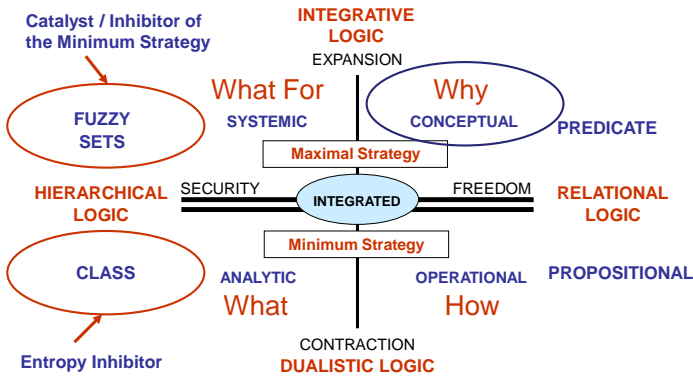 Catalyst / Inhibitor of
the Minimum Strategy
INTEGRATIVE
LOGIC
EXPANSION
What For
Why
FUZZY
SETS
SYSTEMIC
CONCEPTUAL
PREDICATE
Maximal Strategy
HIERARCHICAL
LOGIC
SECURITY
INTEGRATED
FREEDOM
RELATIONAL
LOGIC
Minimum Strategy
CLASS
ANALYTIC
What
OPERATIONAL
How
PROPOSITIONAL
CONTRACTION
DUALISTIC LOGIC
Entropy Inhibitor